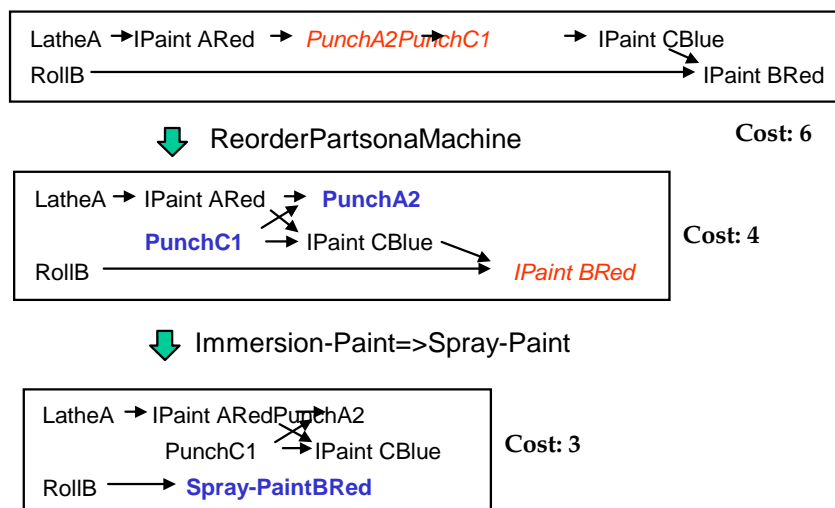 LatheA IPaint ARed PunchA2PunchC1 IPaint CBlue
RollB IPaint BRed
ReorderPartsonaMachine Cost: 6
LatheA IPaint ARed PunchA2
PunchC1 IPaint CBlue Cost: 4
RollB IPaint BRed
Immersion-Paint=>Spray-Paint
LatheA IPaint ARedPunchA2
PunchC1 IPaint CBlue Cost: 3
RollB Spray-PaintBRed